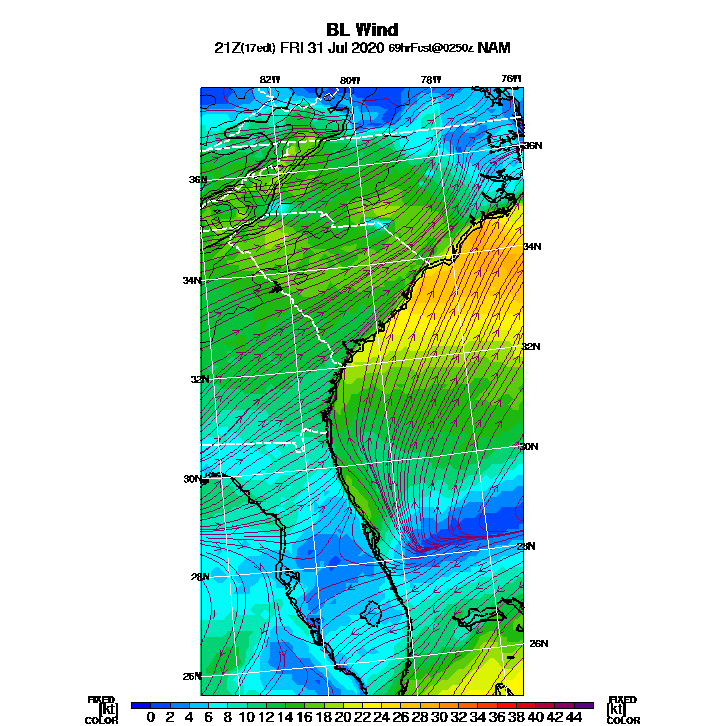 BL Wind
21Z(17edt) FRI 31 Jul 2020 69hrFcst@0250z NAM
82W 80W 78W 76W
36N
36N
34N
34N
32N
32N
30N
30N
28N
28N
26N
26N
FIXED FIXED
[kt] 0 2 4 6 8 10 12 14 16 18 20 22 24 26 28 30 32 34 36 38 40 42 44 [kt]
COLOR COLOR